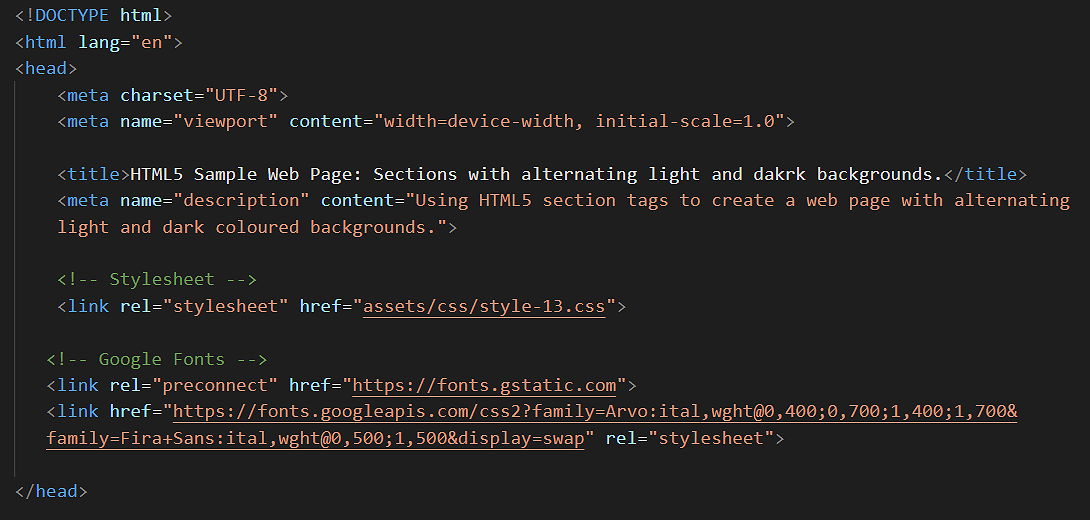 <!DOCTYPE html>
<html lang="en">
<head>
    <meta charset="UTF-8">
    <meta name="viewport" content="width=device-width, initial-scale=1.0">

    <title>HTML5 Sample Web Page: Sections with alternating light and dakrk backgrounds.</title>
    <meta name="description" content="Using HTML5 section tags to create a web page with alternating
    light and dark coloured backgrounds.">

    <!-- Stylesheet -->
    <link rel="stylesheet" href="assets/css/style-13.css">

   <!-- Google Fonts -->
   <link rel="preconnect" href="https://fonts.gstatic.com">
   <link href="https://fonts.googleapis.com/css2?family=Arvo:ital,wght@0,400;0,700;1,400;1,700&
   family=Fira+Sans:ital,wght@0,500;1,500&display=swap" rel="stylesheet">

</head>